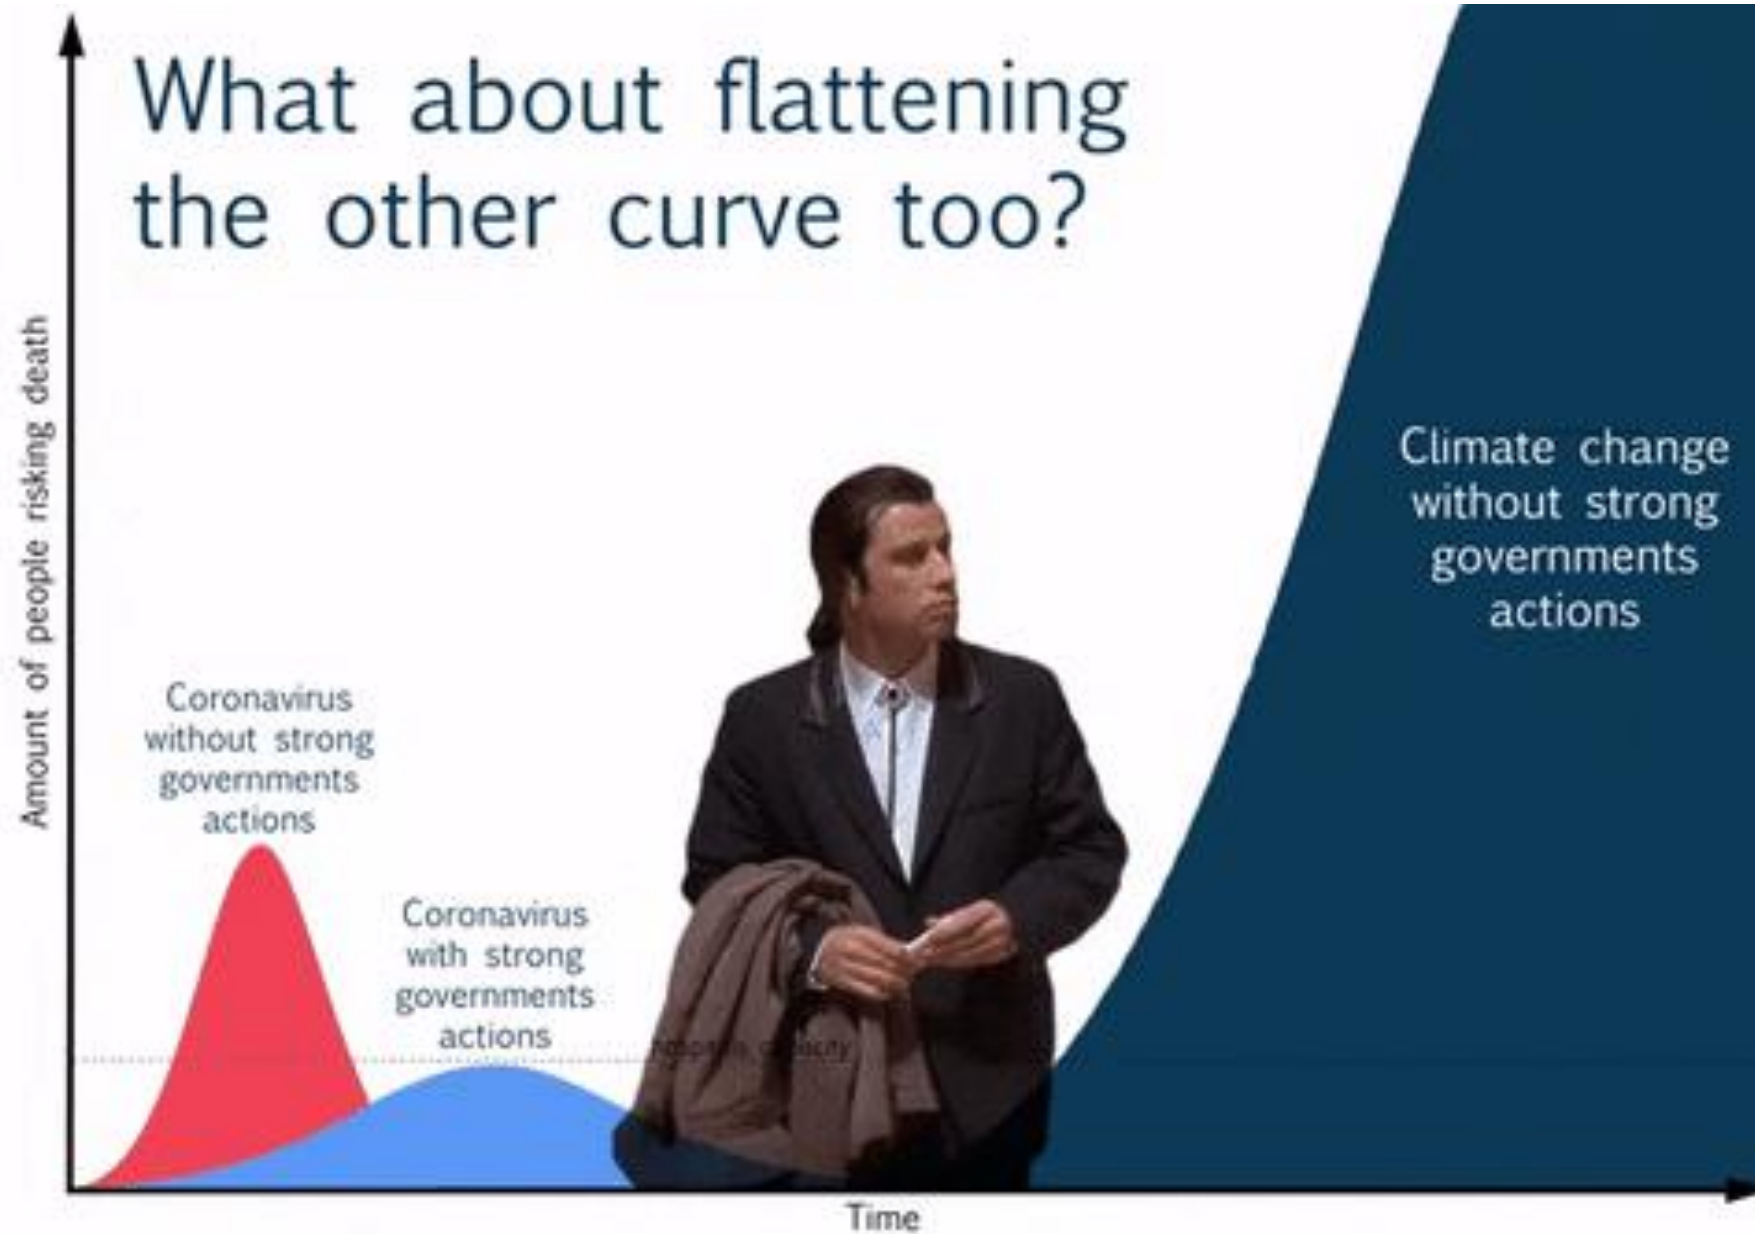 What about flattening
the other curve too?
Amount of people risking death
Climate change
without strong
governments
actions
Coronavirus
without strong
governments
actions
Coronavirus
with strong
governments
actions
Time